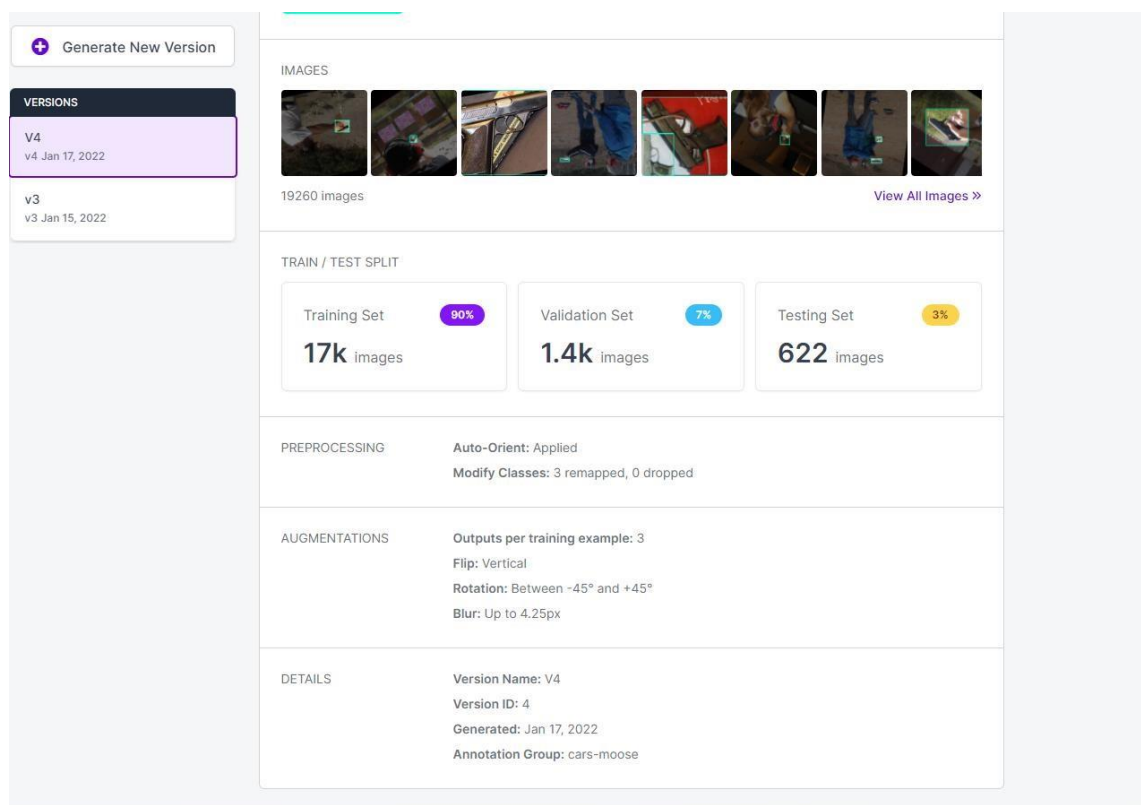 Generate New Version
VERSIONS
V4
v4 Jan 17, 2022
v3
v3 Jan 15, 2022
IMAGES
19260 images
View All Images »
TRAIN / TEST SPLIT
Training Set
90%
17k images
Validation Set
7%
1.4k images
Testing Set
3%
622 images
PREPROCESSING
Auto-Orient: Applied
Modify Classes: 3 remapped, 0 dropped
AUGMENTATIONS
Outputs per training example: 3
Flip: Vertical
Rotation: Between -45° and +45°
Blur: Up to 4.25px
DETAILS
Version Name: V4
Version ID: 4
Generated: Jan 17, 2022
Annotation Group: cars-moose